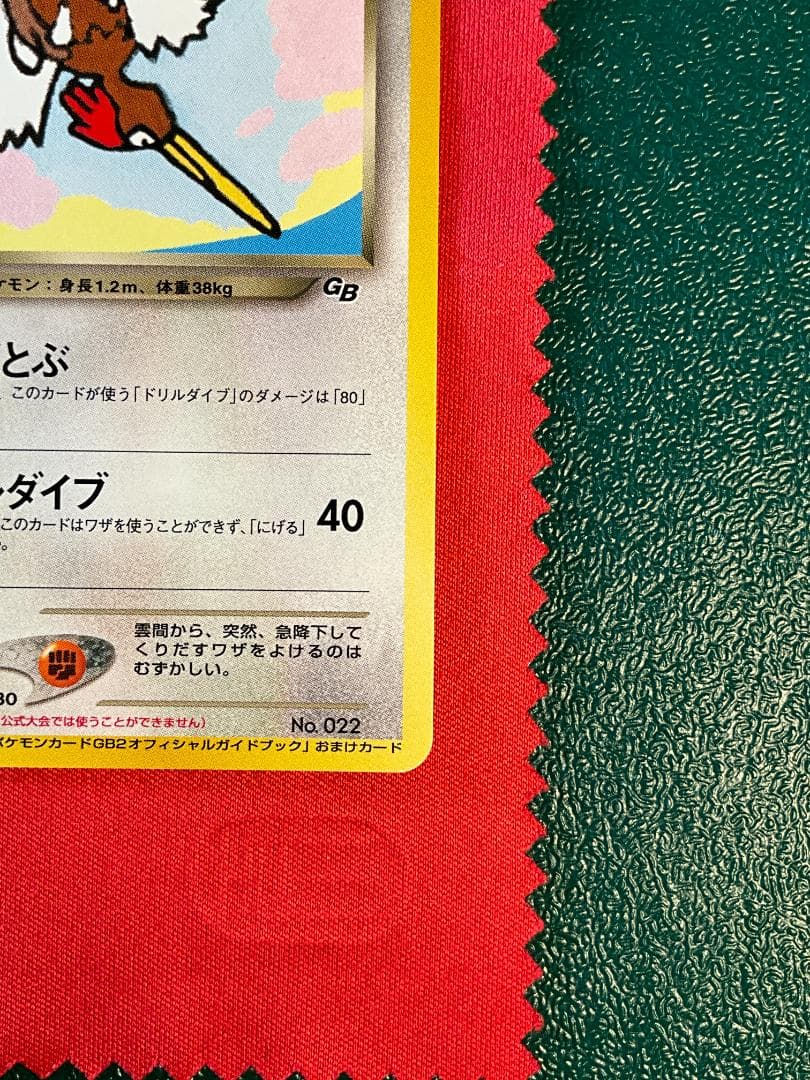 ケモン：身長1.2m、体重38kg
GB
とぶ
、このカードが使う「ドリルダイブ」のダメージは「80」
ルダイブ
このカードはワザを使うことができず、「にげる」
40
い。
雲間から、突然、急降下して
くりだすワザをよけるのは
むずかしい。
30
公式大会では使うことができません）
No. 022
ポケモンカードGB2オフィシャルガイドブック」おまけカード